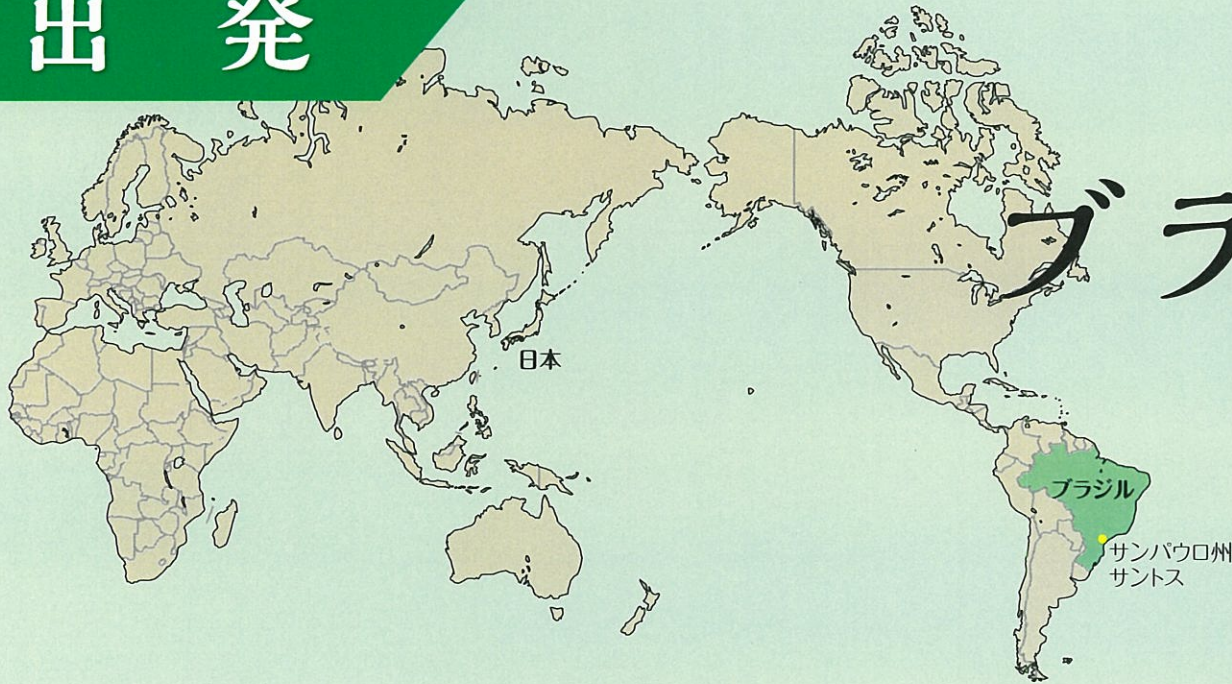 出 発
ブラ
日本
ブラジル
サンパウロ州
サントス